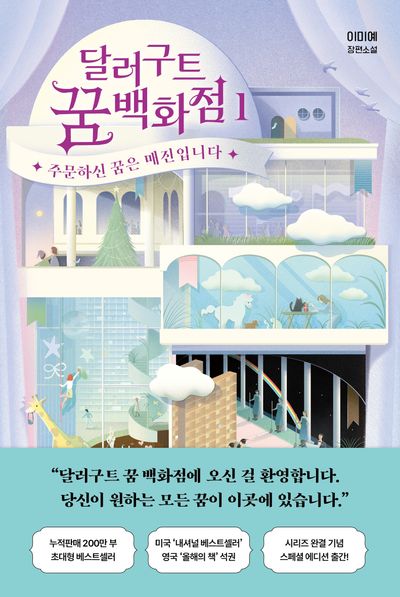 이미예
장편소설
달러구트
꿈백화점 1
주문하신 꿈은 매진입니다
“달러구트 꿈 백화점에 오신 걸 환영합니다.
당신이 원하는 모든 꿈이 이곳에 있습니다.”
누적판매 200만 부
초대형 베스트셀러
미국 ‘내셔널 베스트셀러’
영국 ‘올해의 책’ 석권
시리즈 완결 기념
스페셜 에디션 출간!